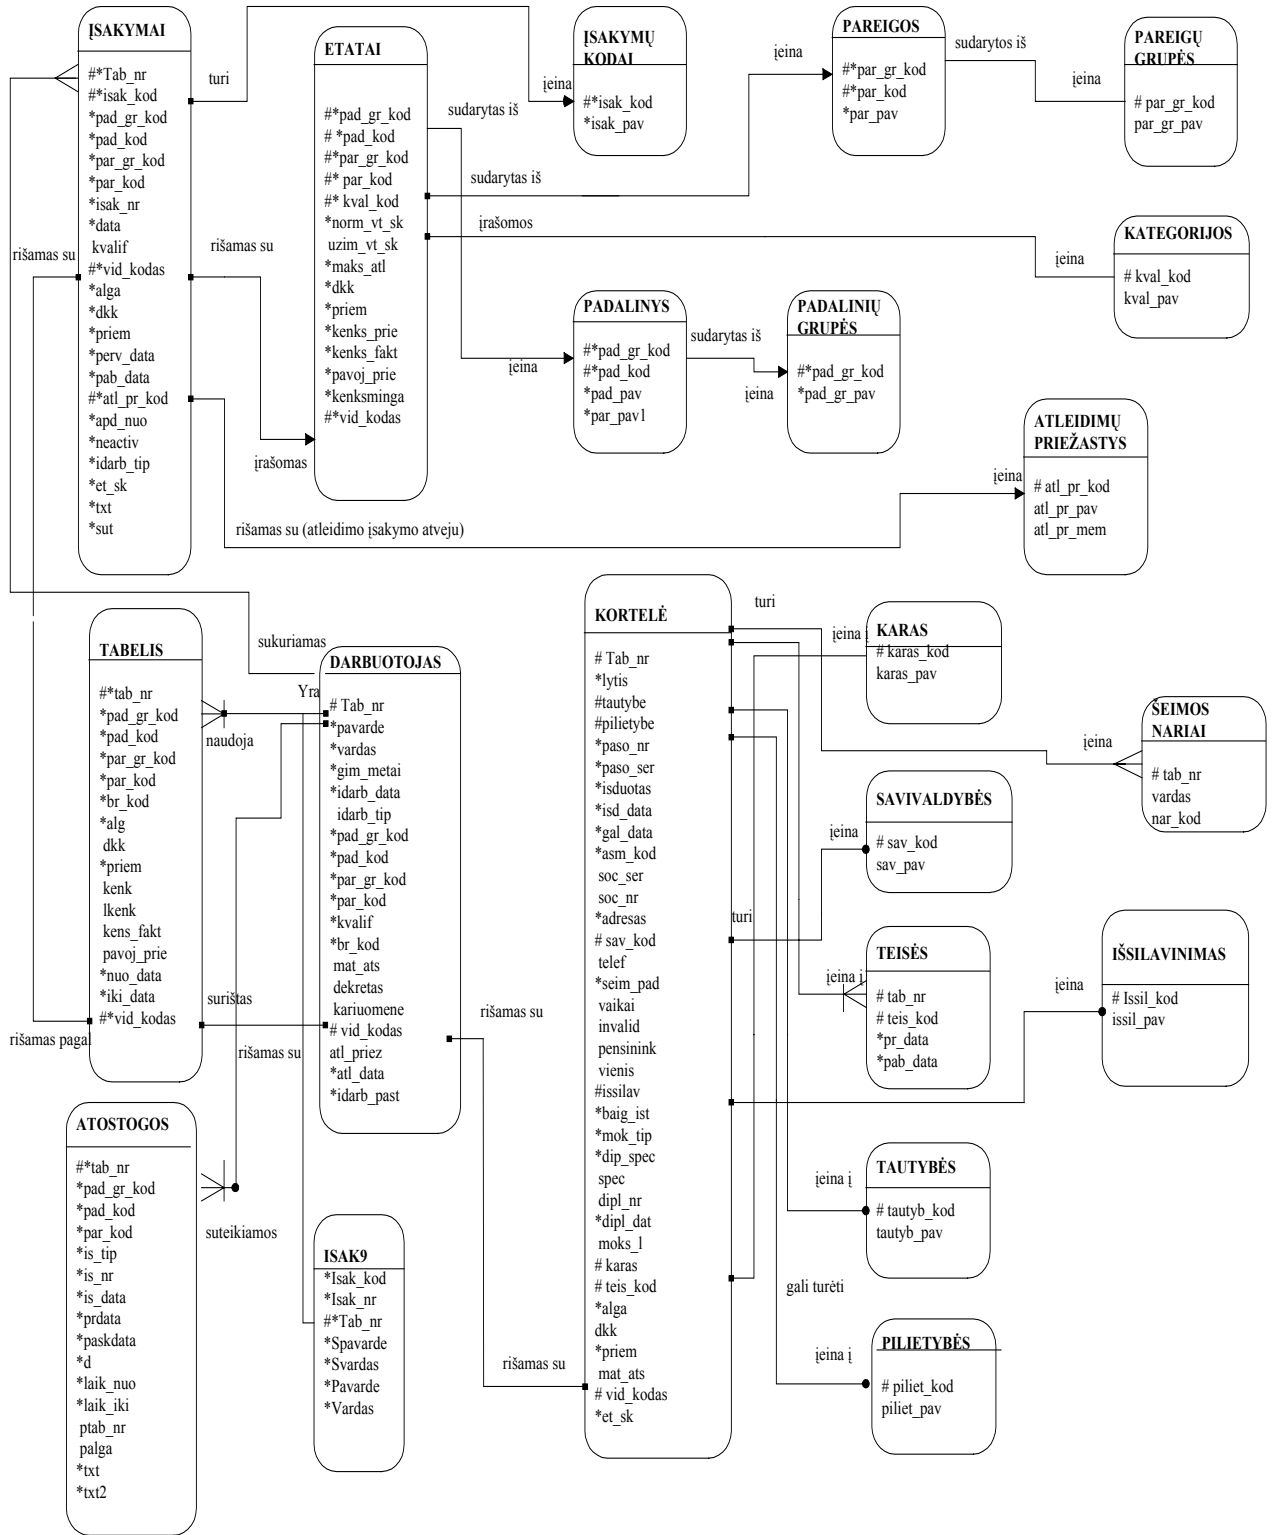 ĮSAKYMAI
#*Tab_nr
#*isak_kod
*pad_gr_kod
*pad_kod
*par_gr_kod
*par_kod
*isak_nr
*data
kvalif
#*vid_kodas
*alga
*dkk
*priem
*perv_data
*pab_data
#*atl_pr_kod
*apd_nuo
*neactiv
*idarb_tip
*et_sk
*txt
*sut
turi
rišamas su
rišamas su
įrašomas
ETATAI
#*pad_gr_kod
# *pad_kod
#*par_gr_kod
#* par_kod
#* kval_kod
*norm_vt_sk
uzim_vt_sk
*maks_atl
*dkk
*priem
*kenks_prie
*kenks_fakt
*pavoj_prie
*kenksminga
#*vid_kodas
sudarytas iš
sudarytas iš
įrašomos
įeina
įeina
ĮSAKYMŲ
KODAI
#*isak_kod
*isak_pav
įeina
PAREIGOS
#*par_gr_kod
#*par_kod
*par_pav
sudarytos iš
įeina
PAREIGŲ
GRUPĖS
# par_gr_kod
par_gr_pav
įeina
KATEGORIJOS
# kval_kod
kval_pav
PADALINYS
#*pad_gr_kod
#*pad_kod
*pad_pav
*par_pav1
sudarytas iš
įeina
PADALINIŲ
GRUPĖS
#*pad_gr_kod
*pad_gr_pav
rišamas su (atleidimo įsakymo atveju)
įeina
ATLEIDIMŲ
PRIEŽASTYS
# atl_pr_kod
atl_pr_pav
atl_pr_mem
TABELIS
#*tab_nr
*pad_gr_kod
*pad_kod
*par_gr_kod
*par_kod
*br_kod
*alg
dkk
*priem
kenk
lkenk
kens_fakt
pavoj_prie
*nuo_data
*iki_data
#*vid_kodas
rišamas pagal
sukuriamas
Yra
naudoja
surištas
rišamas su
DARBUOTOJAS
# Tab_nr
*pavarde
*vardas
*gim_metai
*idarb_data
idarb_tip
*pad_gr_kod
*pad_kod
*par_gr_kod
*par_kod
*kvalif
*br_kod
mat_ats
dekretas
kariuomene
# vid_kodas
atl_priez
*atl_data
*idarb_past
rišamas su
rišamas su
ATOSTOGOS
#*tab_nr
*pad_gr_kod
*pad_kod
*par_kod
*is_tip
*is_nr
*is_data
*prdata
*paskdata
*d
*laik_nuo
*laik_iki
ptab_nr
palga
*txt
*txt2
suteikiamos
ISAK9
*Isak_kod
*Isak_nr
#*Tab_nr
*Spavarde
*Svardas
*Pavarde
*Vardas
KORTELĖ
# Tab_nr
*lytis
#tautybe
#pilietybe
*paso_nr
*paso_ser
*isduotas
*isd_data
*gal_data
*asm_kod
soc_ser
soc_nr
*adresas
# sav_kod
telef
*seim_pad
vaikai
invalid
pensinink
vienis
#issilav
*baig_ist
*mok_tip
*dip_spec
spec
dipl_nr
*dipl_dat
moks_l
# karas
# teis_kod
*alga
dkk
*priem
mat_ats
# vid_kodas
*et_sk
turi
įeina į
KARAS
# karas_kod
karas_pav
įeina
ŠEIMOS
NARIAI
# tab_nr
vardas
nar_kod
įeina
SAVIVALDYBĖS
# sav_kod
sav_pav
turi
įeina į
TEISĖS
# tab_nr
# teis_kod
*pr_data
*pab_data
įeina
IŠSILAVINIMAS
# Issil_kod
issil_pav
įeina į
TAUTYBĖS
# tautyb_kod
tautyb_pav
gali turėti
įeina į
PILIETYBĖS
# piliet_kod
piliet_pav